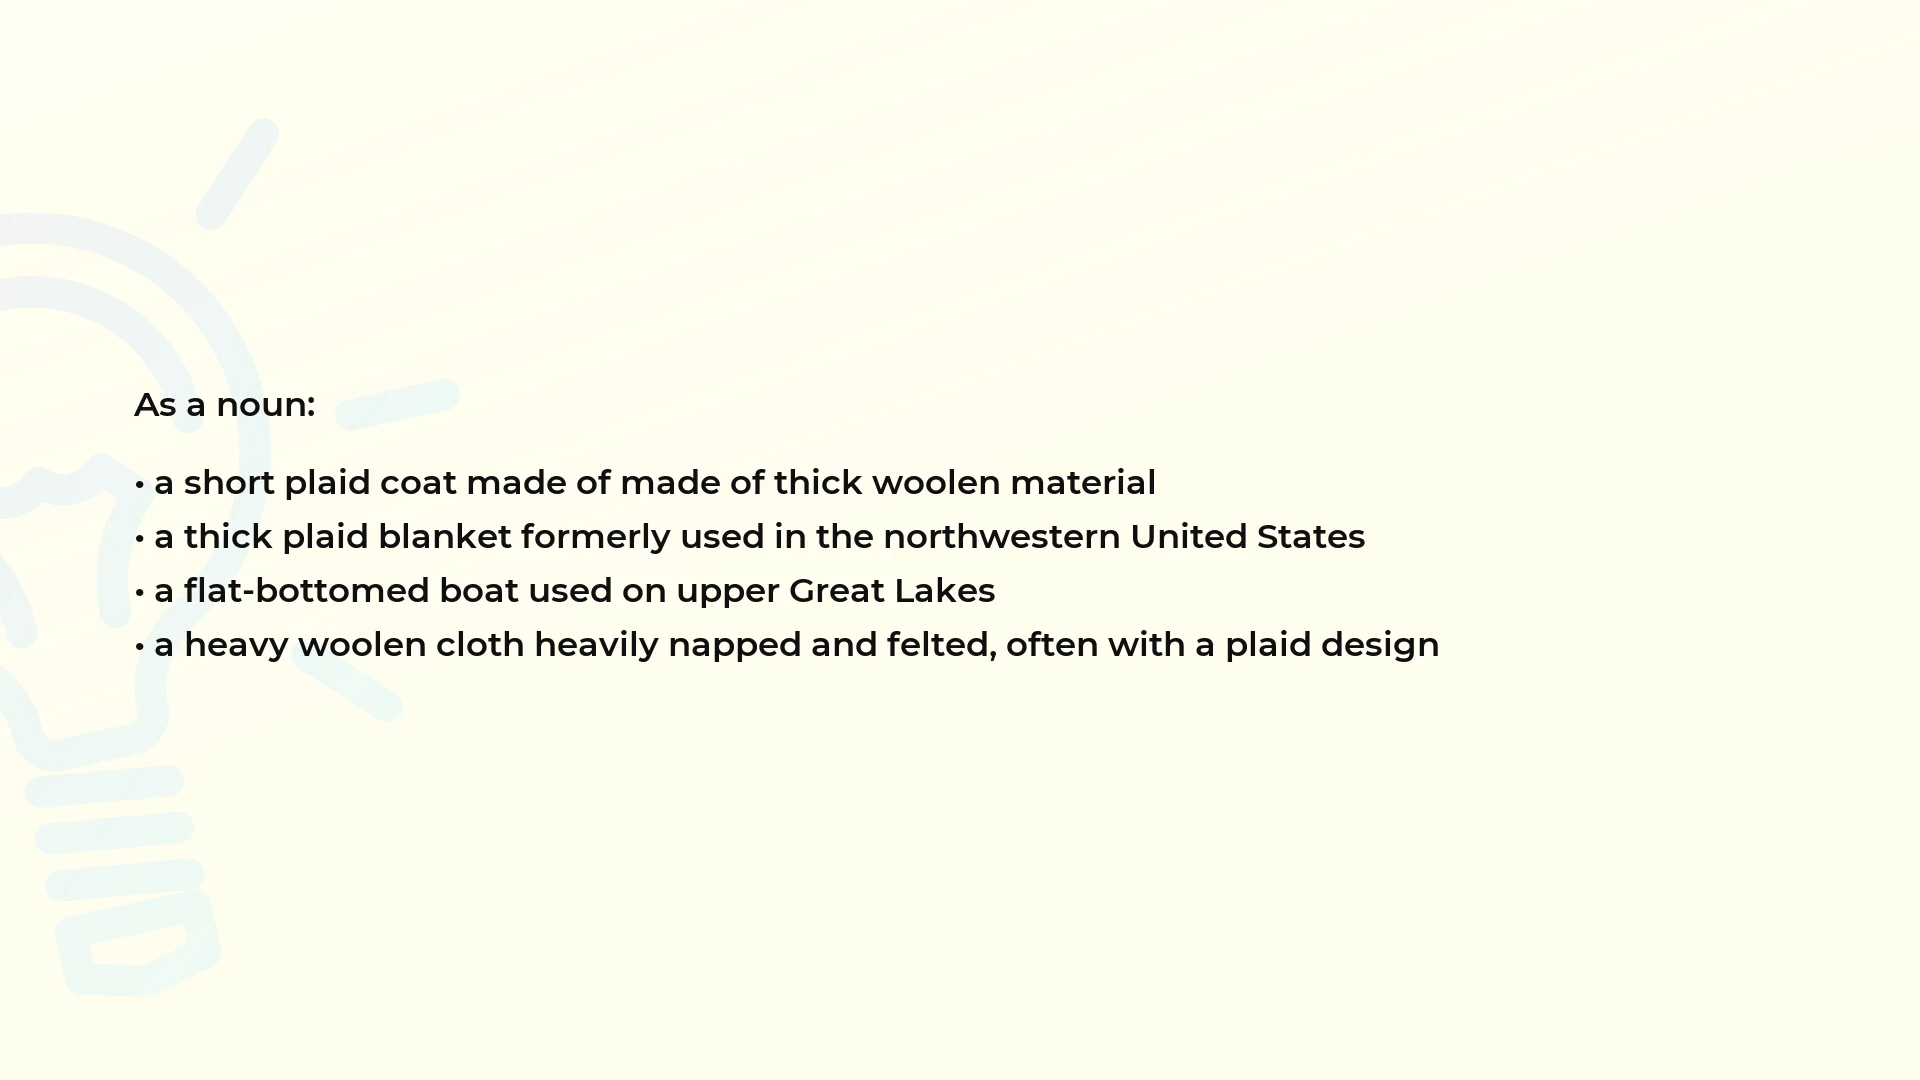 As a noun:
• a short plaid coat made of made of thick woolen material
• a thick plaid blanket formerly used in the northwestern United States
• a flat-bottomed boat used on upper Great Lakes
• a heavy woolen cloth heavily napped and felted, often with a plaid design